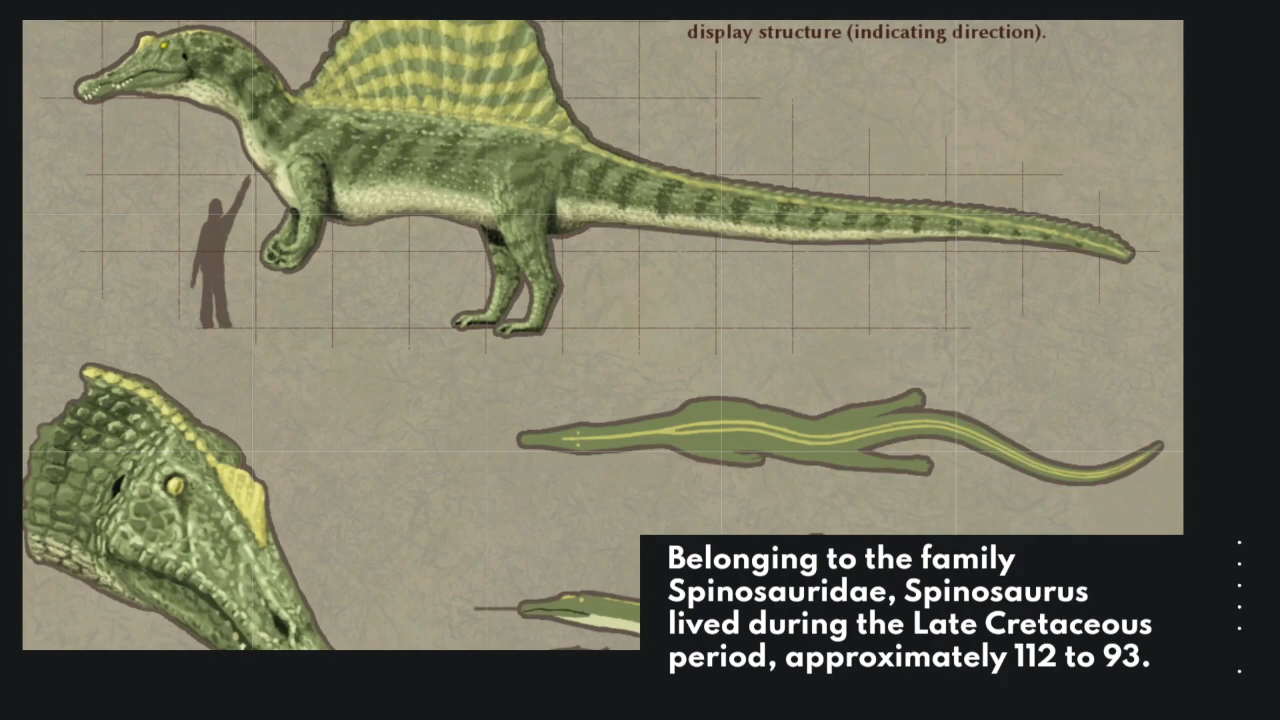 display structure (indicating direction).
Belonging to the family
Spinosauridae, Spinosaurus
lived during the Late Cretaceous
period, approximately 112 to 93.